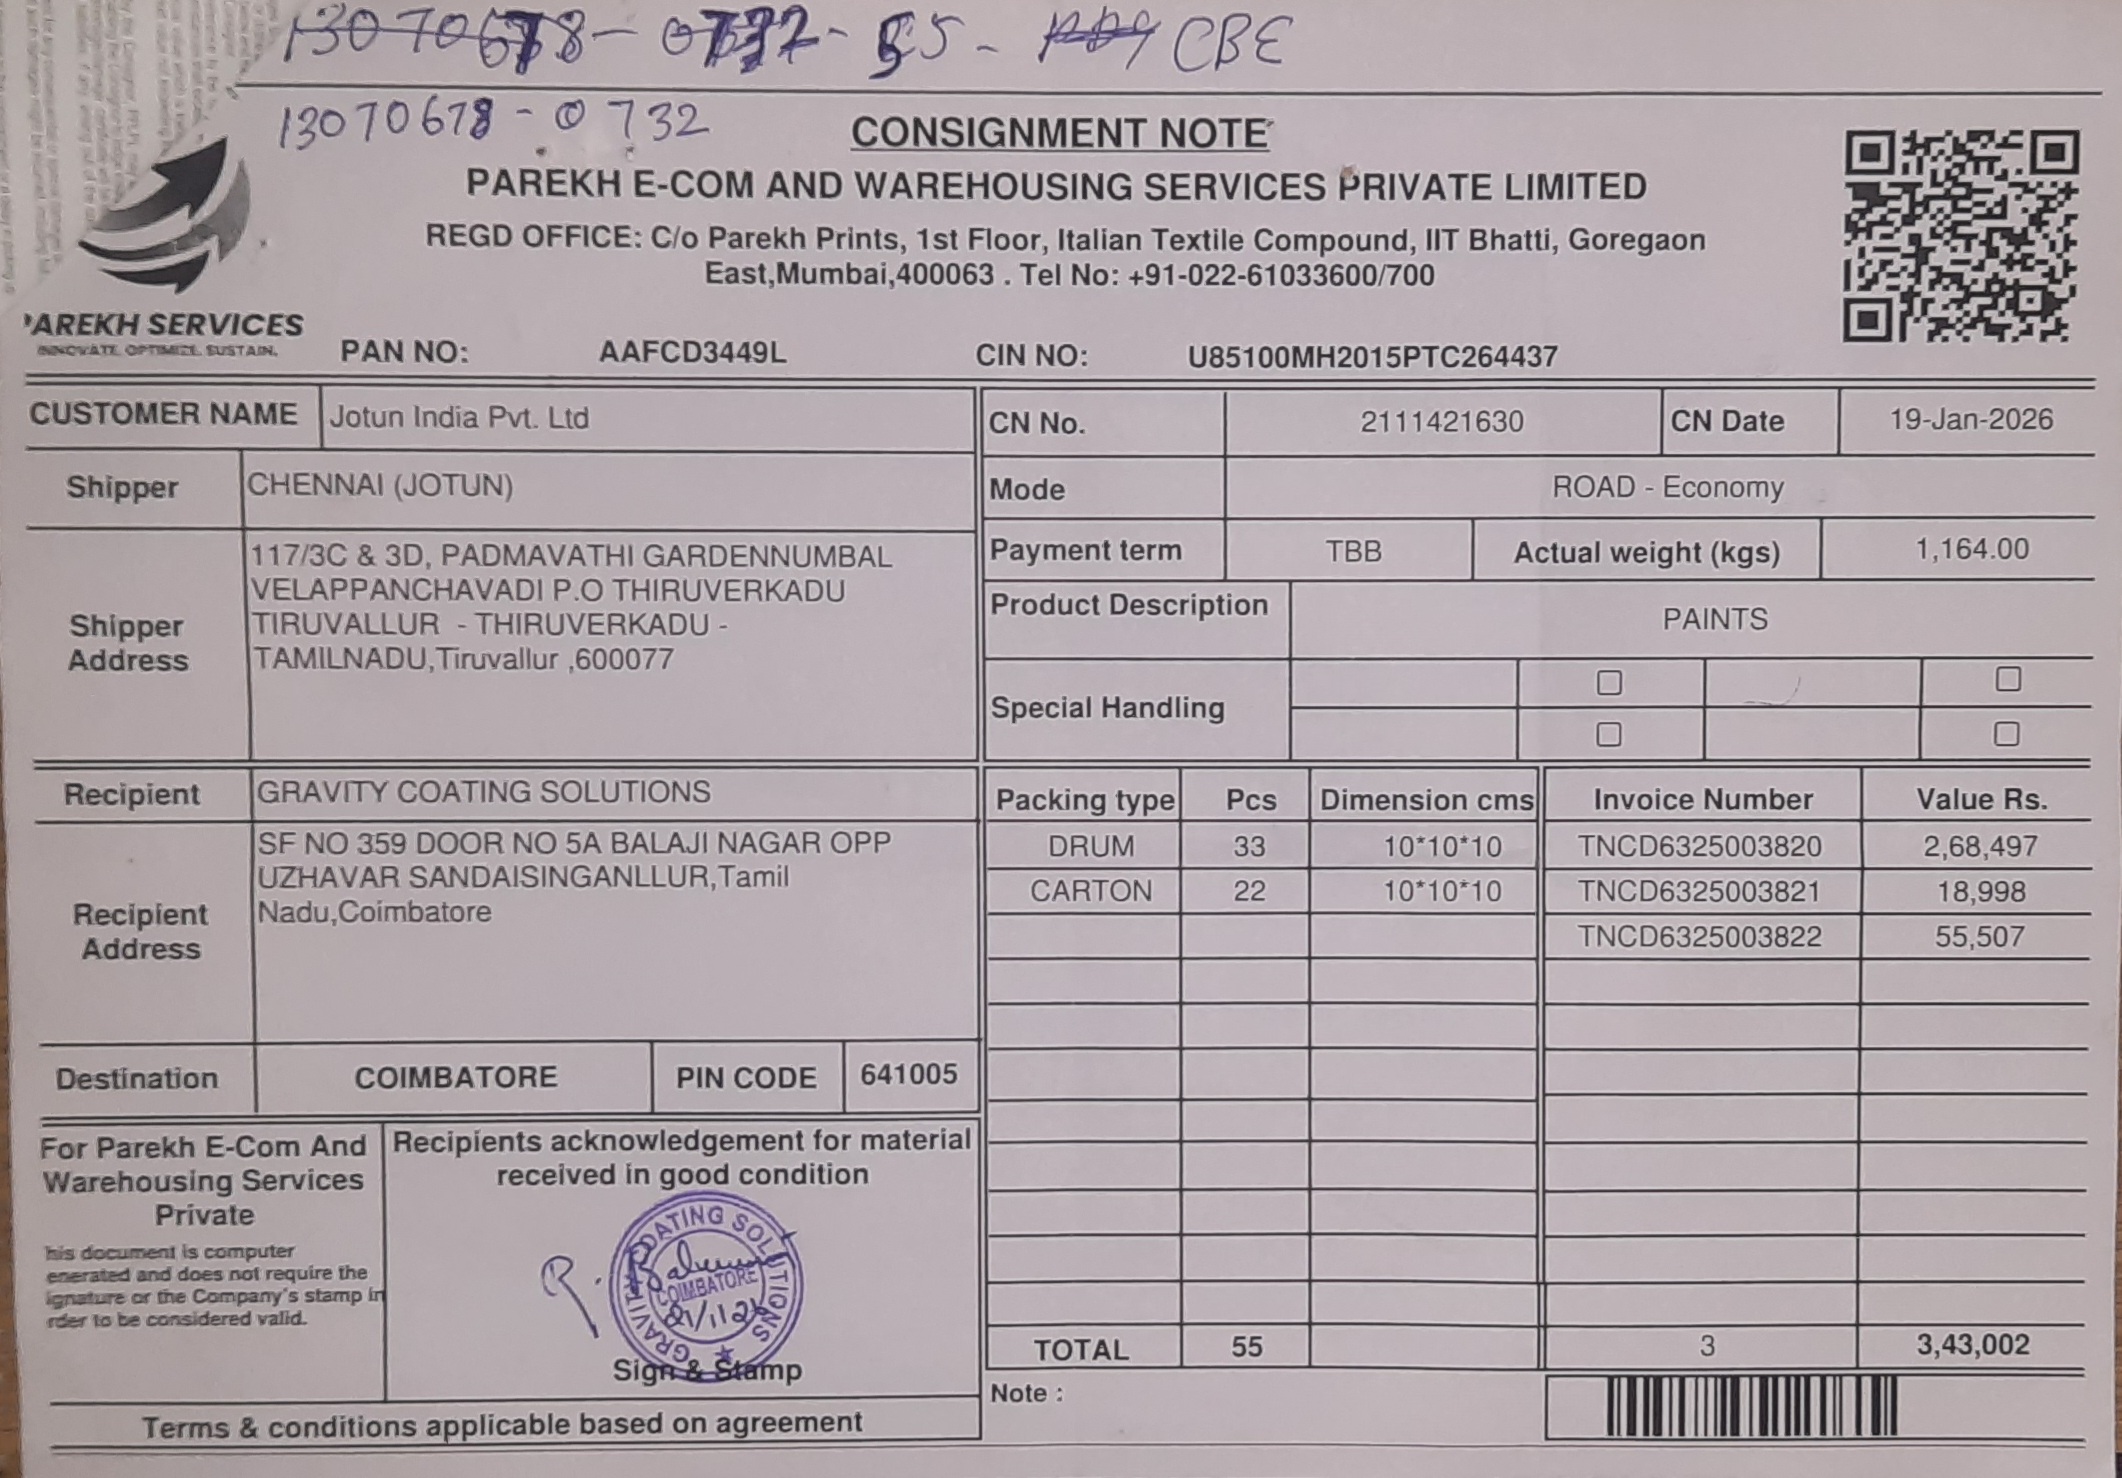 13070678-0732-55- CBE
13070678-0732
CONSIGNMENT NOTE
PAREKH E-COM AND WAREHOUSING SERVICES PRIVATE LIMITED
REGD OFFICE: C/o Parekh Prints, 1st Floor, Italian Textile Compound, IIT Bhatti, Goregaon
East,Mumbai,400063 . Tel No: +91-022-61033600/700
'AREKH SERVICES
INNOVATE. OPTIMIZE. SUSTAIN.
PAN NO: AAFCD3449L CIN NO: U85100MH2015PTC264437
CUSTOMER NAME Jotun India Pvt. Ltd
CN No. 2111421630 CN Date 19-Jan-2026
Shipper CHENNAI (JOTUN)
Mode ROAD - Economy
Shipper Address
117/3C & 3D, PADMAVATHI GARDENNUMBAL
VELAPPANCHAVADI P.O THIRUVERKADU
TIRUVALLUR - THIRUVERKADU -
TAMILNADU,Tiruvallur ,600077
Payment term TBB Actual weight (kgs) 1,164.00
Product Description PAINTS
Special Handling
Recipient GRAVITY COATING SOLUTIONS
Recipient Address
SF NO 359 DOOR NO 5A BALAJI NAGAR OPP
UZHAVAR SANDAISINGANLLUR,Tamil
Nadu,Coimbatore
Packing type Pcs Dimension cms Invoice Number Value Rs.
DRUM 33 10*10*10 TNCD6325003820 2,68,497
CARTON 22 10*10*10 TNCD6325003821 18,998
TNCD6325003822 55,507
Destination COIMBATORE PIN CODE 641005
For Parekh E-Com And
Warehousing Services
Private
his document is computer
enerated and does not require the
ignature or the Company's stamp in
rder to be considered valid.
Recipients acknowledgement for material
received in good condition
GRAVITY COATING SOLUTIONS
COIMBATORE
Sign & Stamp
TOTAL 55 3 3,43,002
Note :
Terms & conditions applicable based on agreement